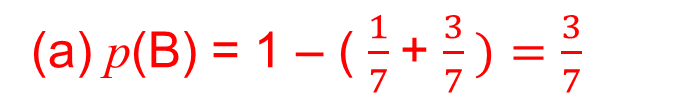 (a) p(B) = 1 – ( 1/7 + 3/7 ) = 3/7